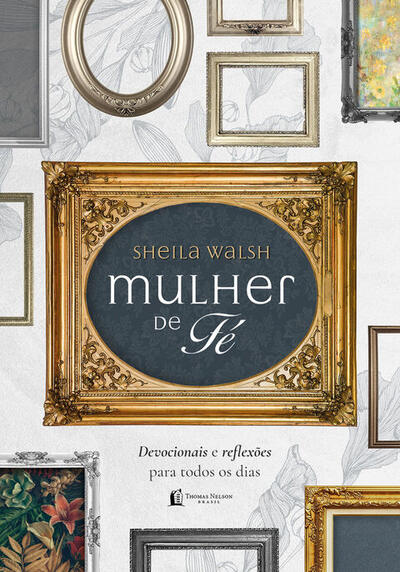 SHEILA WALSH
MULHER
DE Fé
Devocionais e reflexões
para todos os dias
THOMAS NELSON
BRASIL